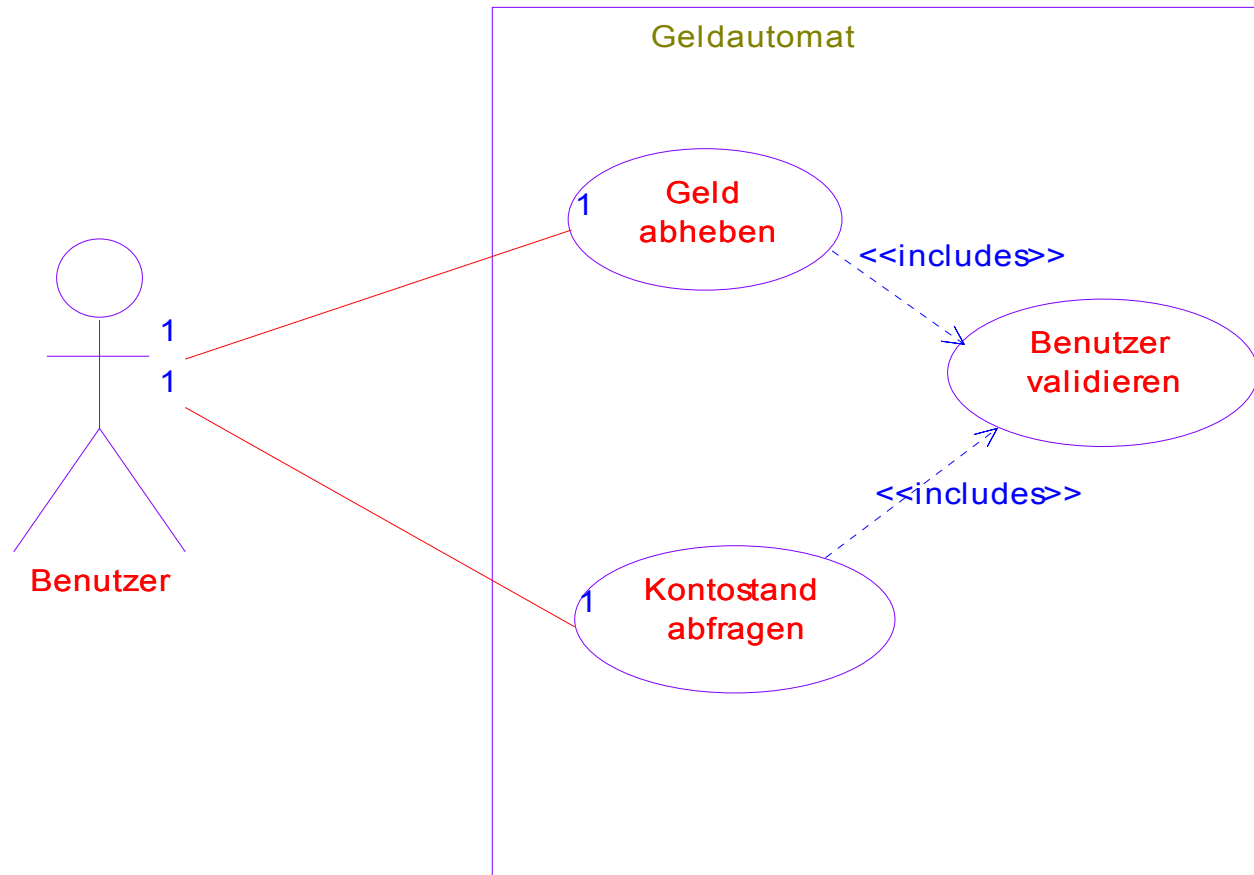 Geldautomat
Geld
abheben
1
<<includes>>
1
1
Benutzer
validieren
<<includes>>
Benutzer
1
Kontostand
abfragen